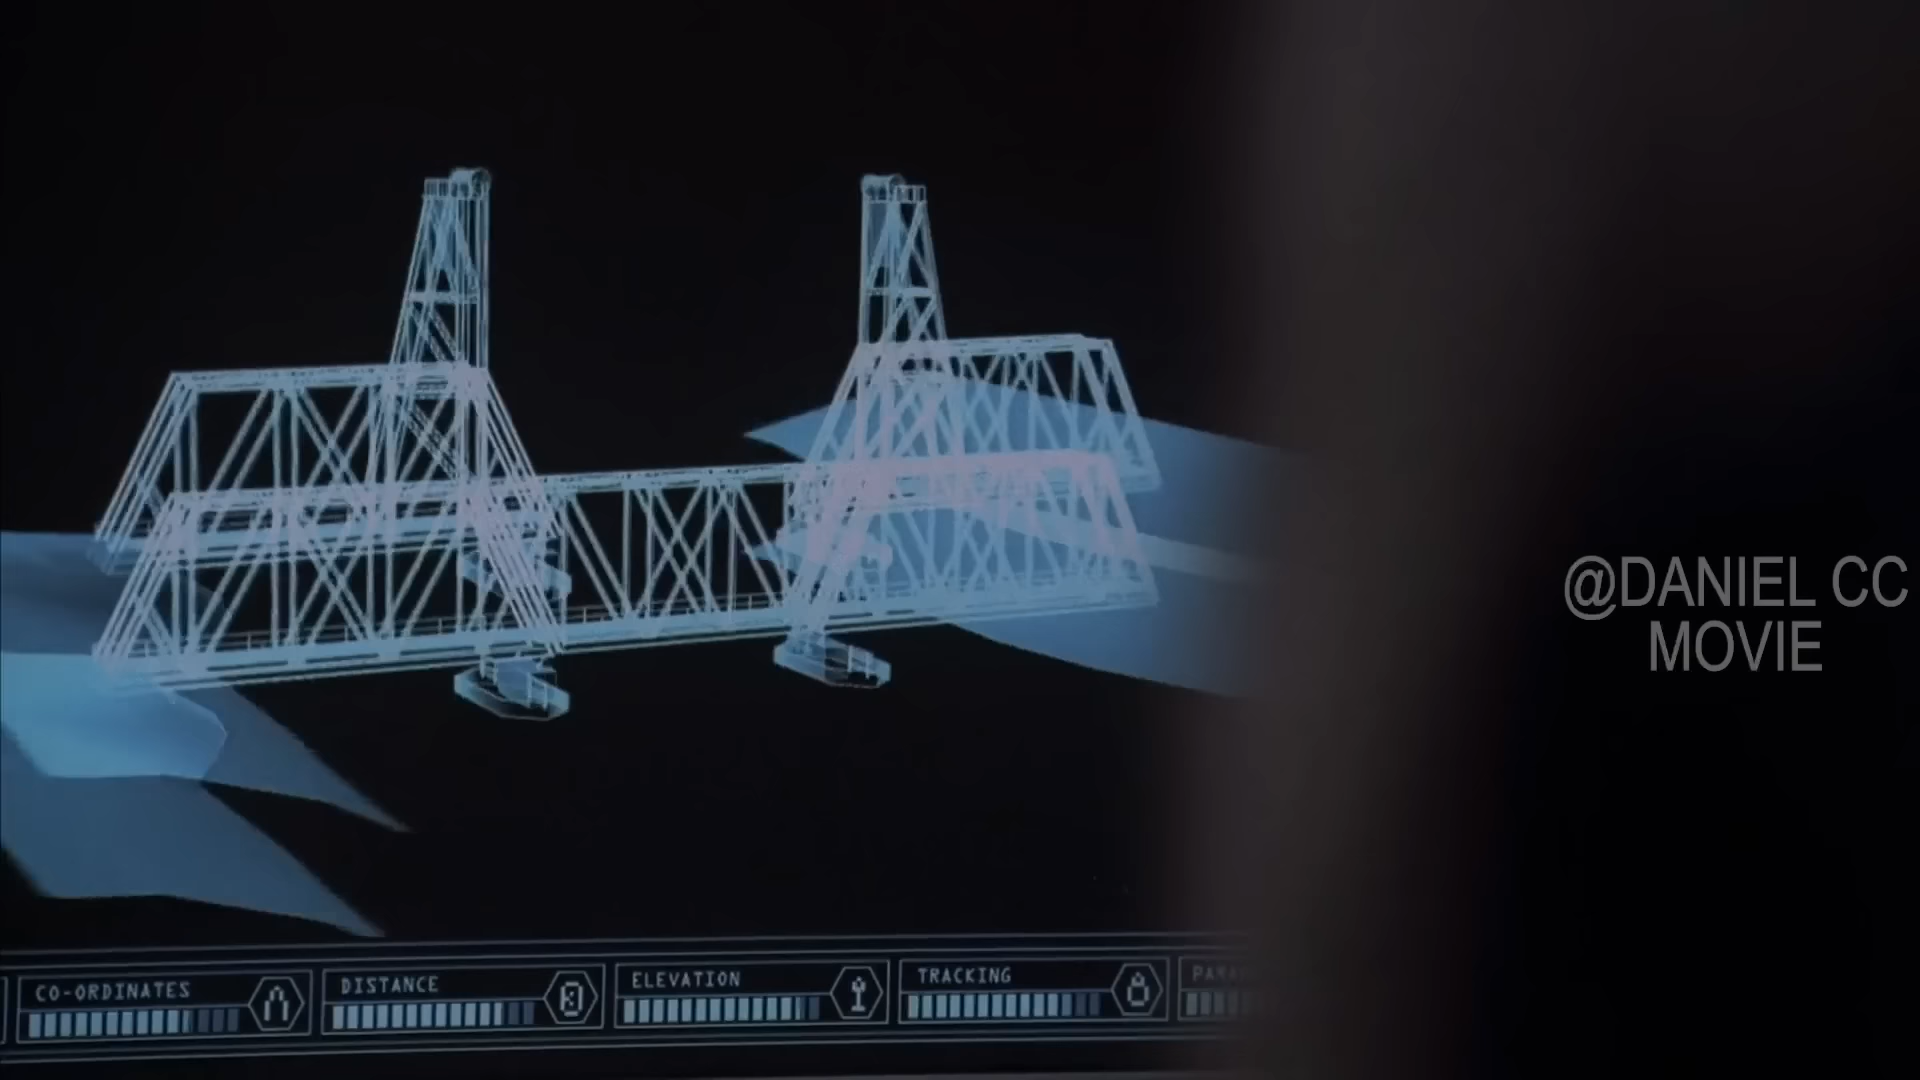 @DANIEL CC
MOVIE
CO-ORDINATES
DISTANCE
ELEVATION
TRACKING